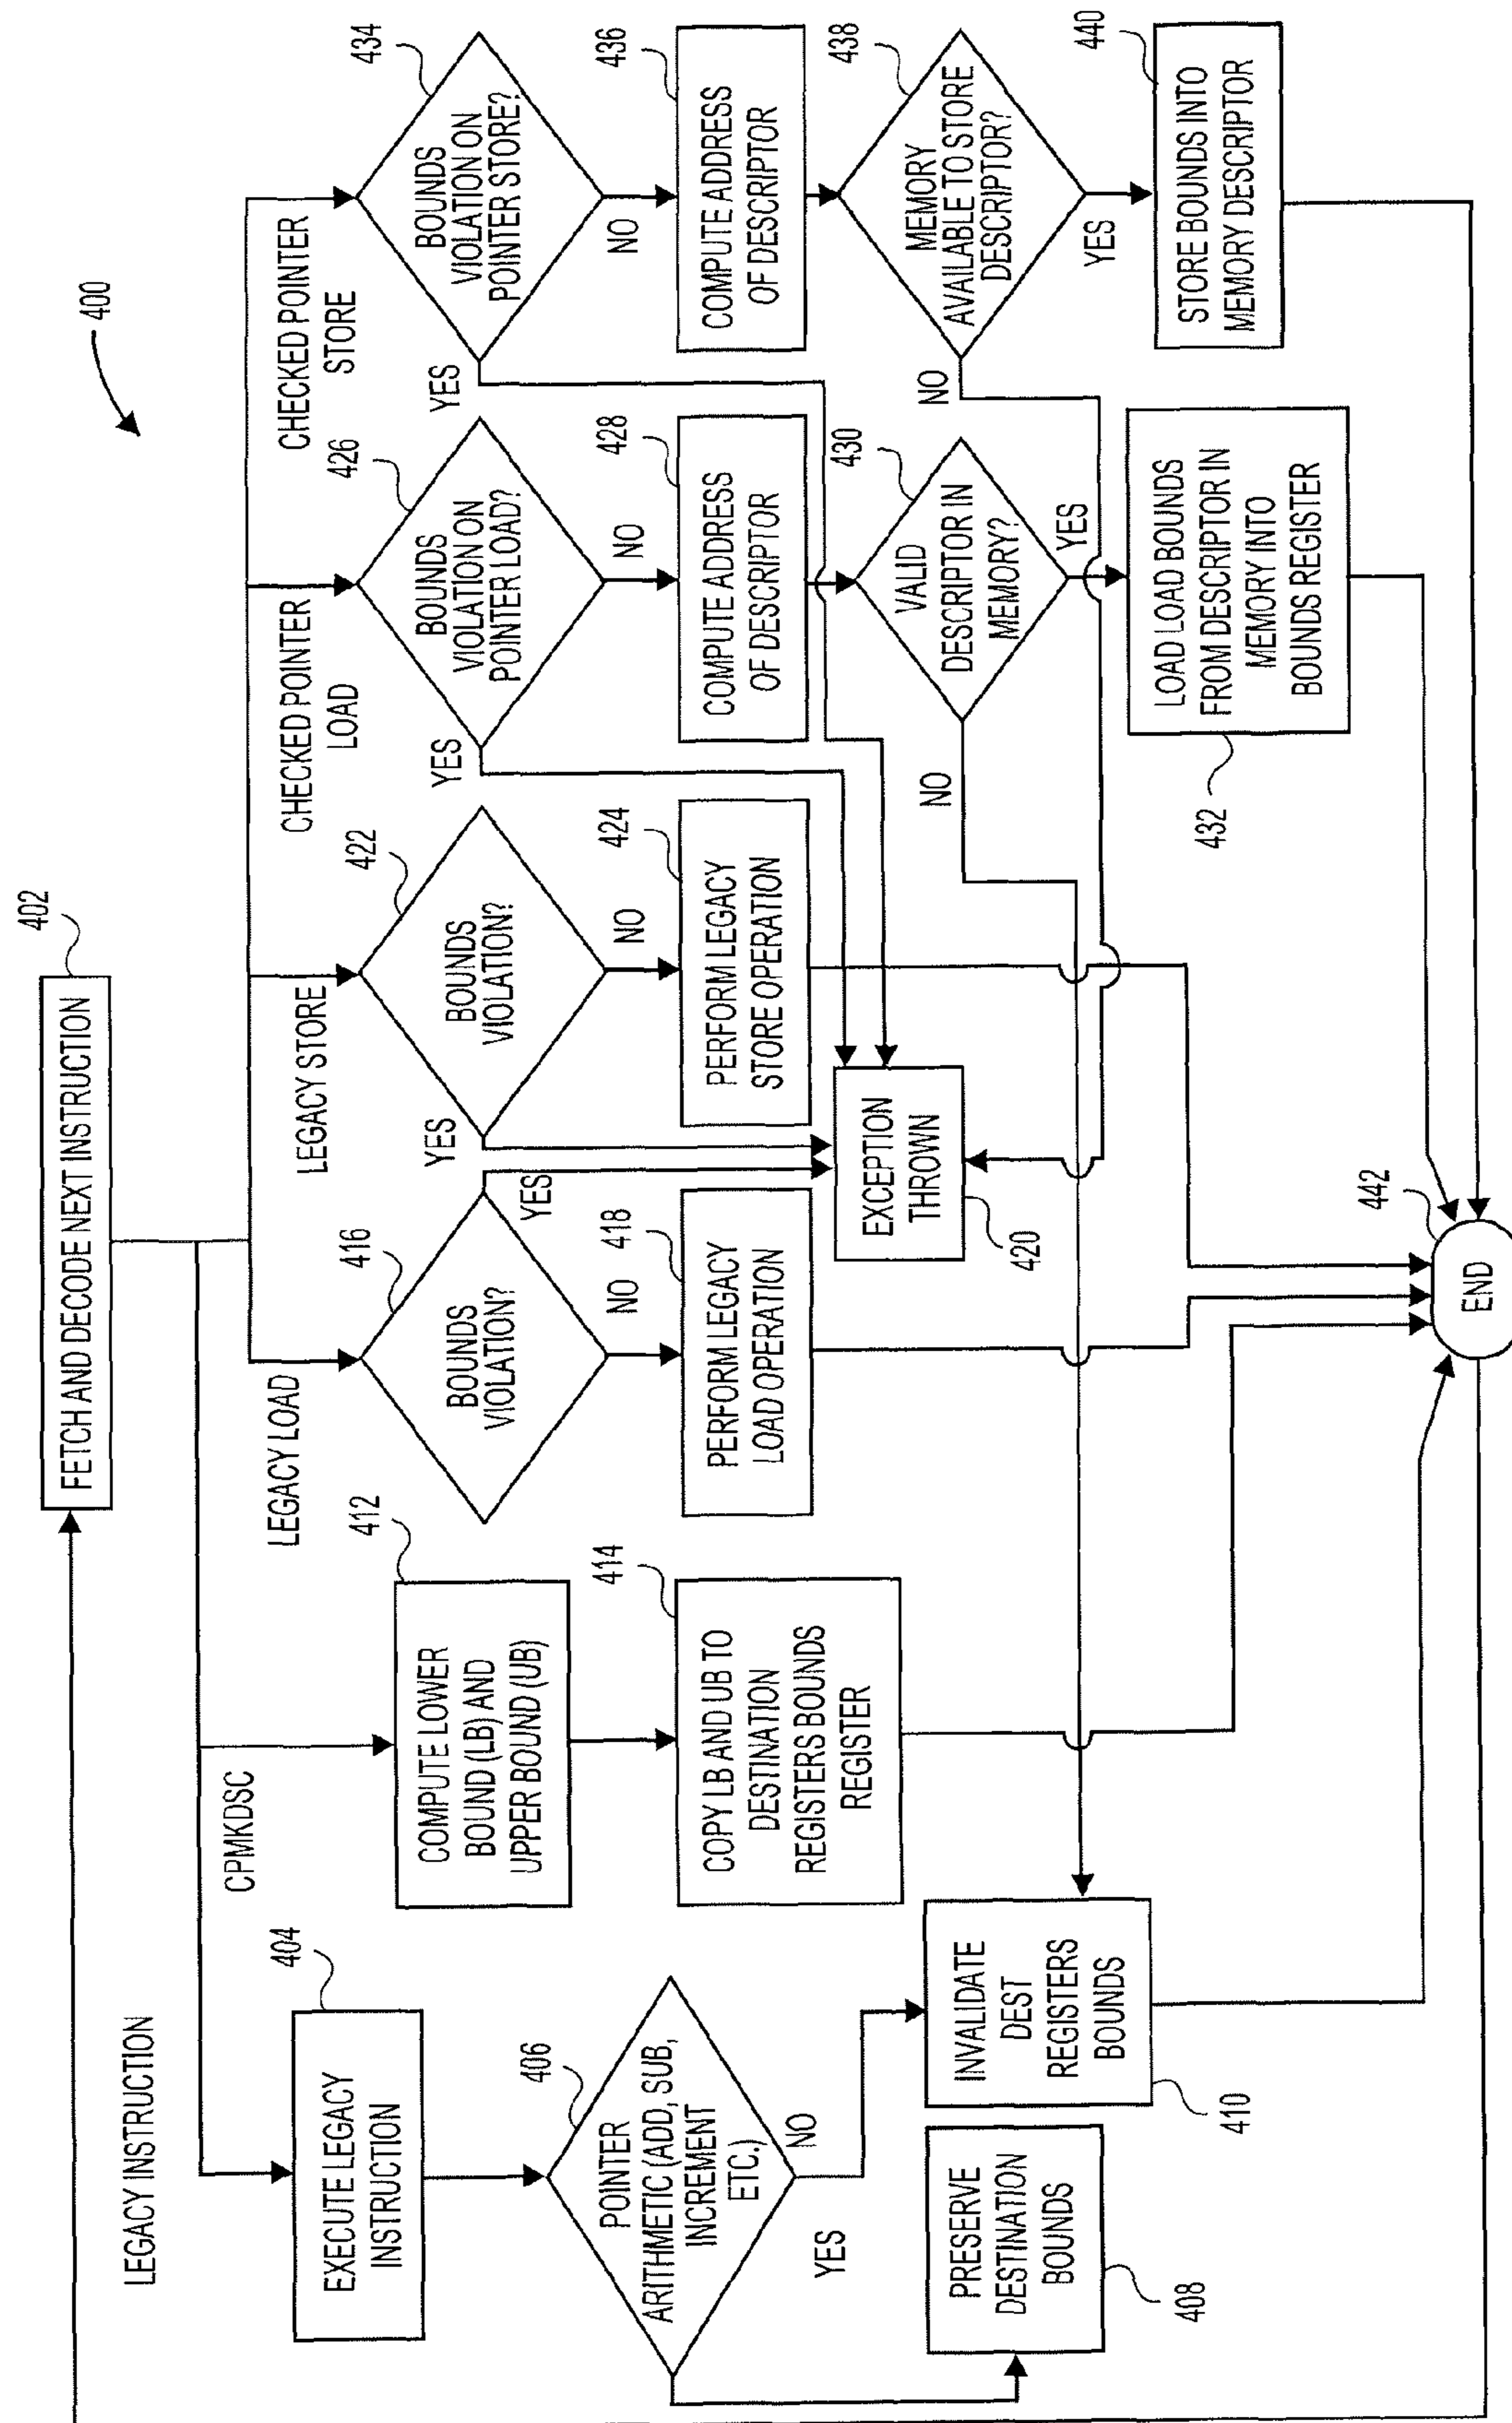 400
402
FETCH AND DECODE NEXT INSTRUCTION
LEGACY INSTRUCTION
404
EXECUTE LEGACY
INSTRUCTION
406
POINTER
ARITHMETIC (ADD, SUB,
INCREMENT
ETC.)
NO
YES
PRESERVE
DESTINATION
BOUNDS
408
INVALIDATE
DEST
REGISTERS
BOUNDS
410
CPMKDSC
412
COMPUTE LOWER
BOUND (LB) AND
UPPER BOUND (UB)
414
COPY LB AND UB TO
DESTINATION
REGISTERS BOUNDS
REGISTER
LEGACY LOAD
416
BOUNDS
VIOLATION?
YES
NO
418
PERFORM LEGACY
LOAD OPERATION
EXCEPTION
THROWN
420
LEGACY STORE
422
BOUNDS
VIOLATION?
YES
NO
424
PERFORM LEGACY
STORE OPERATION
CHECKED POINTER
LOAD
426
BOUNDS
VIOLATION ON
POINTER LOAD?
YES
NO
428
COMPUTE ADDRESS
OF DESCRIPTOR
430
VALID
DESCRIPTOR IN
MEMORY?
NO
YES
LOAD LOAD BOUNDS
FROM DESCRIPTOR IN
MEMORY INTO
BOUNDS REGISTER
432
CHECKED POINTER
STORE
434
BOUNDS
VIOLATION ON
POINTER STORE?
YES
NO
436
COMPUTE ADDRESS
OF DESCRIPTOR
438
MEMORY
AVAILABLE TO STORE
DESCRIPTOR?
NO
YES
440
STORE BOUNDS INTO
MEMORY DESCRIPTOR
442
END